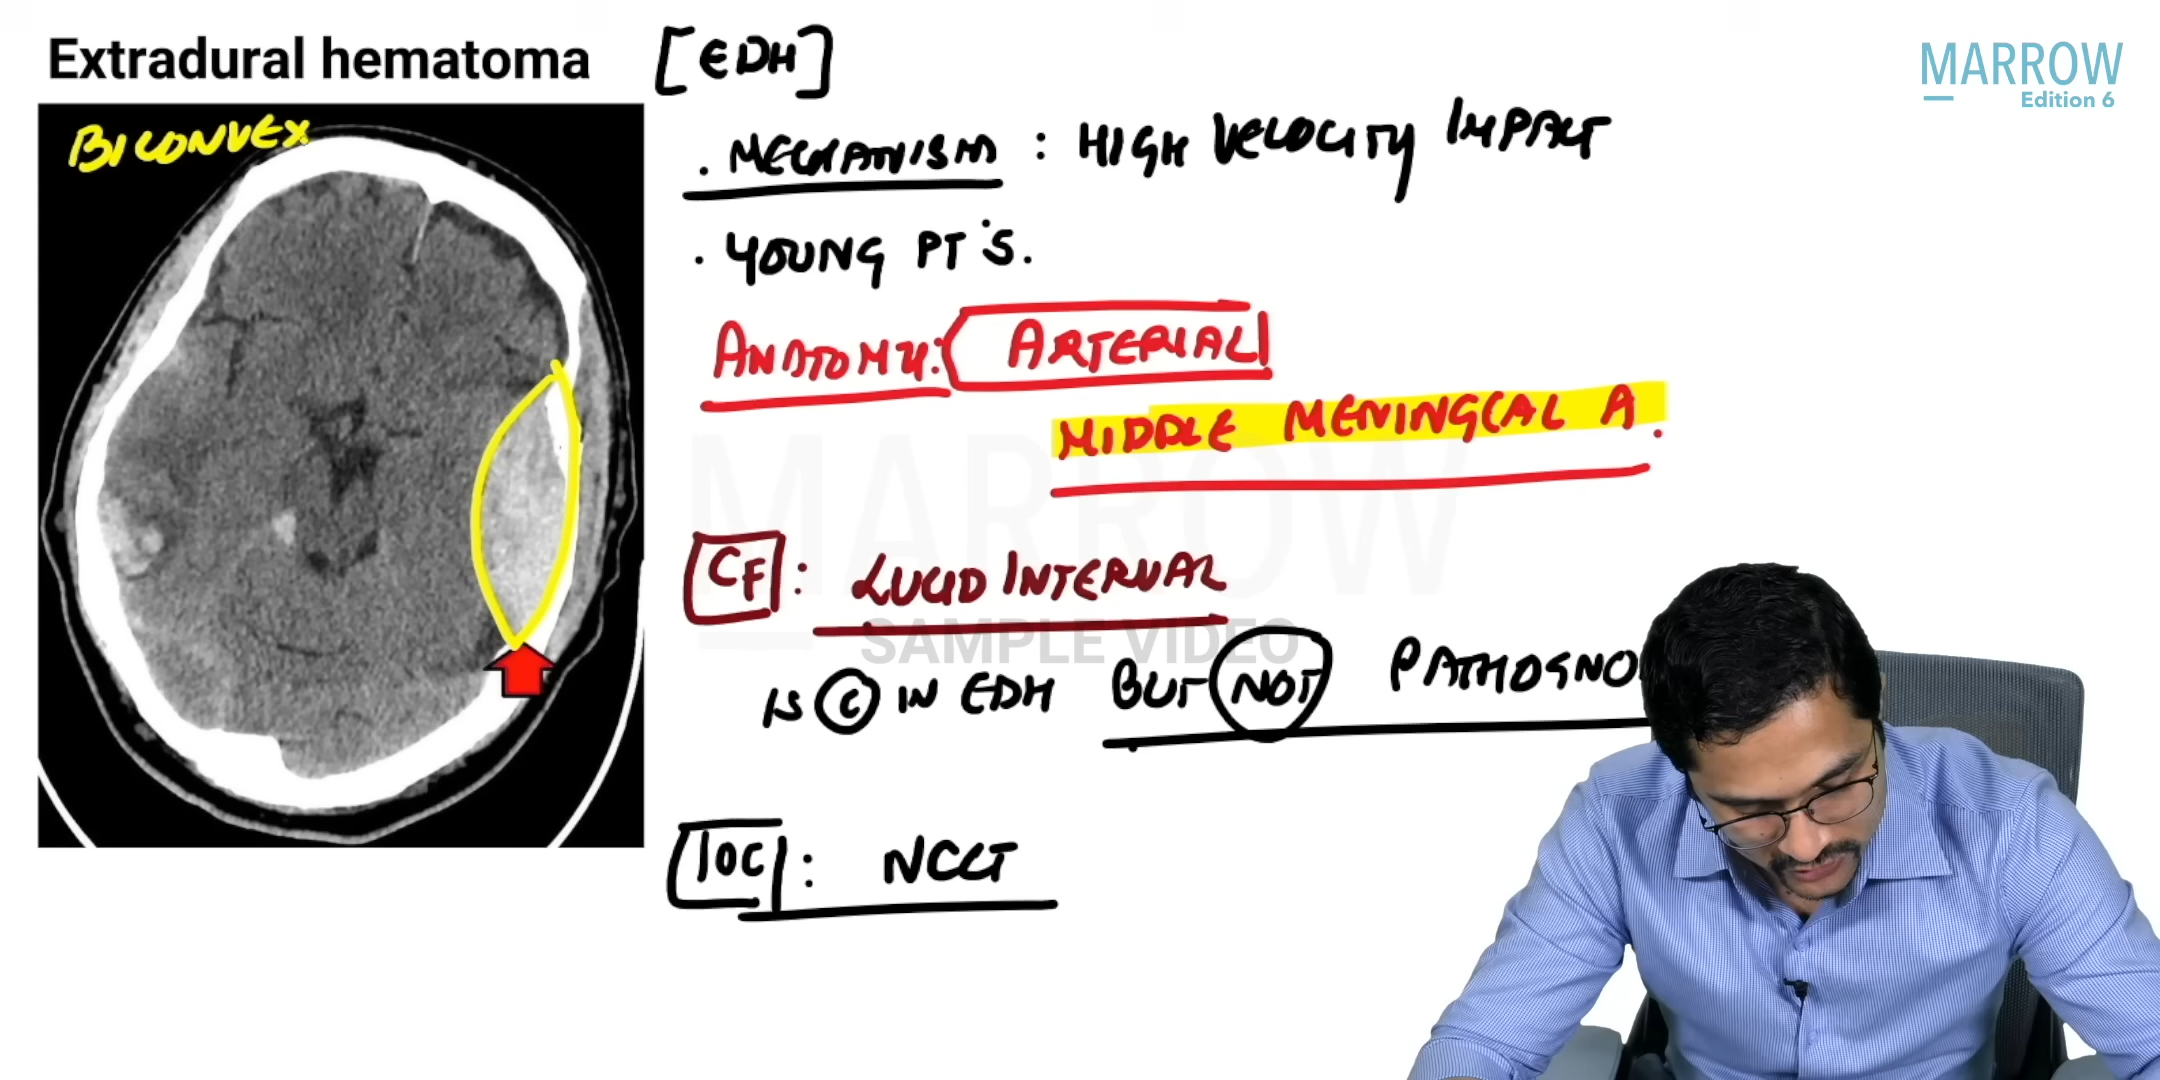 Extradural hematoma [EDH]
MARROW
Edition 6
BICONVEX
. MECHANISM : HIGH VELOCITY IMPACT
. YOUNG PT'S.
ANATOMY: ARTERIAL
MIDDLE MENINGEAL A.
MARROW
CF : LUCID INTERVAL
SAMPLE VIDEO
IS C IN EDH BUT NOT PATHOGNO
IOC : NCCT